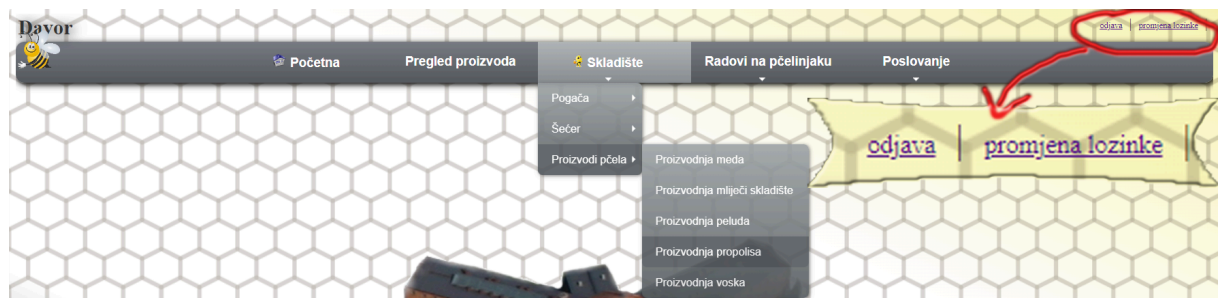 Davor
odjava | promjena lozinke |
Početna Pregled proizvoda Skladište Radovi na pčelinjaku Poslovanje
Pogača
Šećer
Proizvodi pčela
Proizvodnja meda
Proizvodnja mliječi skladište
Proizvodnja peluda
Proizvodnja propolisa
Proizvodnja voska
odjava | promjena lozinke |